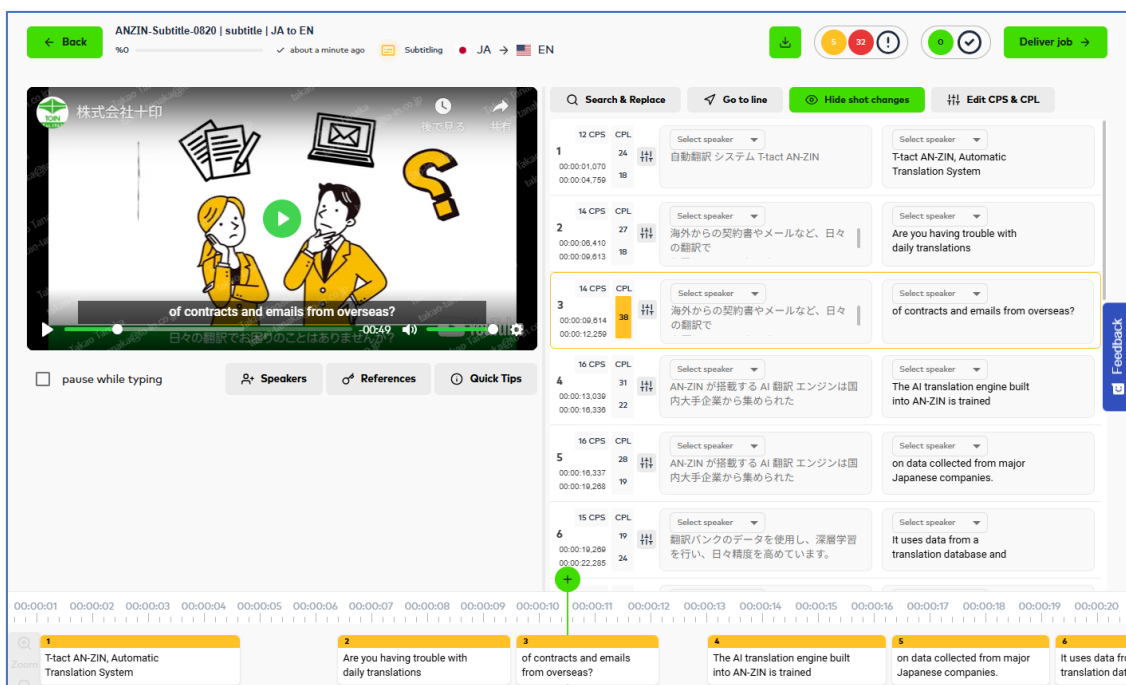 Back
ANZIN-Subtitle-0820 | subtitle | JA to EN
%0
about a minute ago
Subtitling
JA → EN
5
32
0
Deliver job
株式会社十印
TOIN
後で見る
共有
of contracts and emails from overseas?
日々の翻訳でお困りのことはありませんか?
-00:49
pause while typing
Speakers
References
Quick Tips
Search & Replace
Go to line
Hide shot changes
Edit CPS & CPL
12 CPS CPL
1
24
18
00:00:01,070
00:00:04,759
Select speaker
自動翻訳 システム T-tact AN-ZIN
Select speaker
T-tact AN-ZIN, Automatic
Translation System
14 CPS CPL
2
27
18
00:00:06,410
00:00:09,613
Select speaker
海外からの契約書やメールなど、日々
の翻訳で
Select speaker
Are you having trouble with
daily translations
14 CPS CPL
3
38
00:00:09,614
00:00:12,259
Select speaker
海外からの契約書やメールなど、日々
の翻訳で
Select speaker
of contracts and emails from overseas?
16 CPS CPL
4
31
22
00:00:13,039
00:00:16,336
Select speaker
AN-ZIN が搭載する AI 翻訳 エンジンは国
内大手企業から集められた
Select speaker
The AI translation engine built
into AN-ZIN is trained
16 CPS CPL
5
28
19
00:00:16,337
00:00:19,268
Select speaker
AN-ZIN が搭載する AI 翻訳 エンジンは国
内大手企業から集められた
Select speaker
on data collected from major
Japanese companies.
15 CPS CPL
6
19
24
00:00:19,269
00:00:22,285
Select speaker
翻訳バンクのデータを使用し、深層学習
を行い、日々精度を高めています。
Select speaker
It uses data from a
translation database and
Feedback
00:00:01 00:00:02 00:00:03 00:00:04 00:00:05 00:00:06 00:00:07 00:00:08 00:00:09 00:00:10 00:00:11 00:00:12 00:00:13 00:00:14 00:00:15 00:00:16 00:00:17 00:00:18 00:00:19 00:00:20
Zoom
1
T-tact AN-ZIN, Automatic
Translation System
2
Are you having trouble with
daily translations
3
of contracts and emails
from overseas?
4
The AI translation engine built
into AN-ZIN is trained
5
on data collected from major
Japanese companies.
6
It uses data fr
translation dat